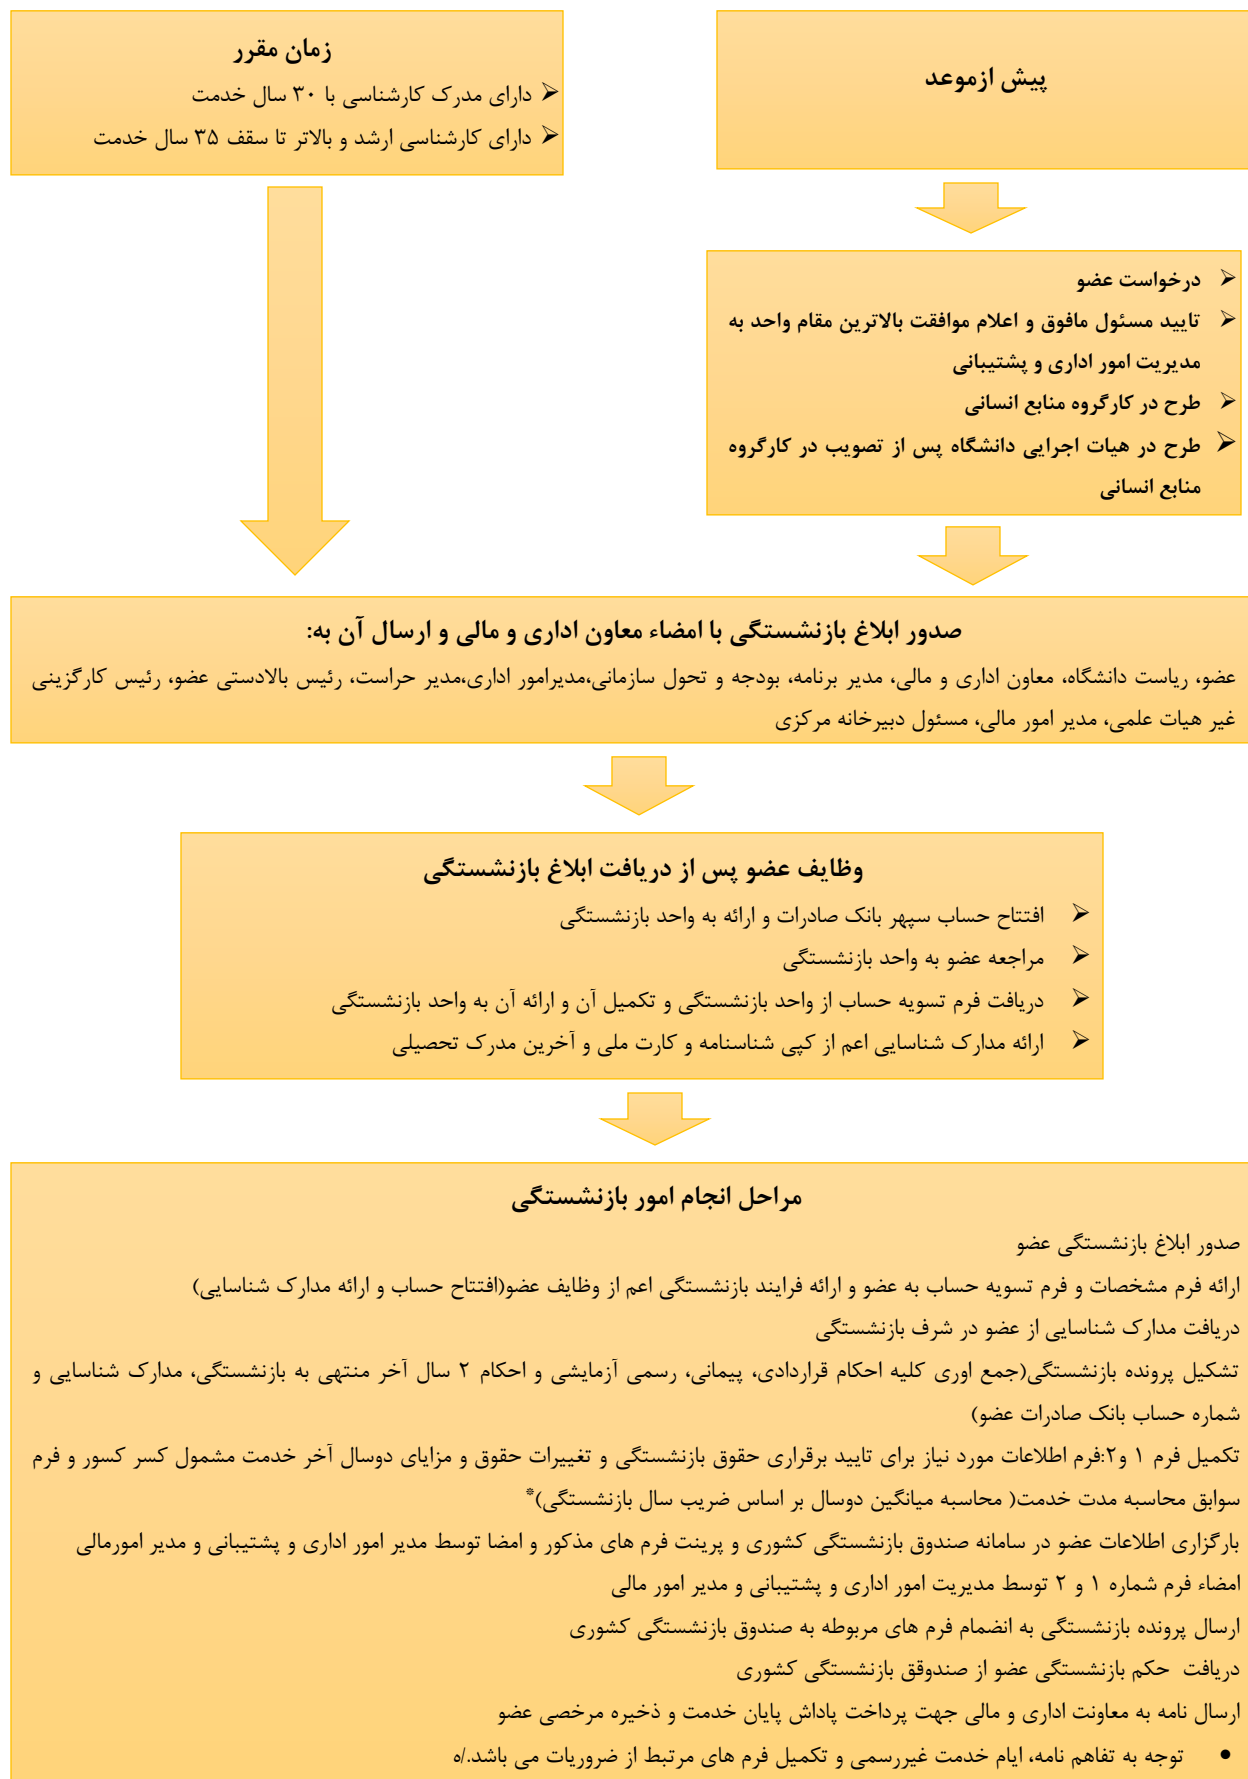 پیش ازموعد
زمان مقرر
دارای مدرک کارشناسی با ۳۰ سال خدمت
دارای کارشناسی ارشد و بالاتر تا سقف ۳۵ سال خدمت
درخواست عضو
تایید مسئول مافوق و اعلام موافقت بالاترین مقام واحد به
مدیریت امور اداری و پشتیبانی
طرح در کارگروه منابع انسانی
طرح در هیات اجرایی دانشگاه پس از تصویب در کارگروه
منابع انسانی
صدور ابلاغ بازنشستگی با امضاء معاون اداری و مالی و ارسال آن به:
عضو، ریاست دانشگاه، معاون اداری و مالی، مدیر برنامه، بودجه و تحول سازمانی،مدیرامور اداری،مدیر حراست، رئیس بالادستی عضو، رئیس کارگزینی
غیر هیات علمی، مدیر امور مالی، مسئول دبیرخانه مرکزی
وظایف عضو پس از دریافت ابلاغ بازنشستگی
افتتاح حساب سپهر بانک صادرات و ارائه به واحد بازنشستگی
مراجعه عضو به واحد بازنشستگی
دریافت فرم تسویه حساب از واحد بازنشستگی و تکمیل آن و ارائه آن به واحد بازنشستگی
ارائه مدارک شناسایی اعم از کپی شناسنامه و کارت ملی و آخرین مدرک تحصیلی
مراحل انجام امور بازنشستگی
صدور ابلاغ بازنشستگی عضو
ارائه فرم مشخصات و فرم تسویه حساب به عضو و ارائه فرایند بازنشستگی اعم از وظایف عضو(افتتاح حساب و ارائه مدارک شناسایی)
دریافت مدارک شناسایی از عضو در شرف بازنشستگی
تشکیل پرونده بازنشستگی(جمع اوری کلیه احکام قراردادی، پیمانی، رسمی آزمایشی و احکام ۲ سال آخر منتهی به بازنشستگی، مدارک شناسایی و
شماره حساب بانک صادرات عضو)
تکمیل فرم ۱ و۲:فرم اطلاعات مورد نیاز برای تایید برقراری حقوق بازنشستگی و تغییرات حقوق و مزایای دوسال آخر خدمت مشمول کسر کسور و فرم
سوابق محاسبه مدت خدمت( محاسبه میانگین دوسال بر اساس ضریب سال بازنشستگی)*
بارگزاری اطلاعات عضو در سامانه صندوق بازنشستگی کشوری و پرینت فرم های مذکور و امضا توسط مدیر امور اداری و پشتیبانی و مدیر امورمالی
امضاء فرم شماره ۱ و ۲ توسط مدیریت امور اداری و پشتیبانی و مدیر امور مالی
ارسال پرونده بازنشستگی به انضمام فرم های مربوطه به صندوق بازنشستگی کشوری
دریافت حکم بازنشستگی عضو از صندوقق بازنشستگی کشوری
ارسال نامه به معاونت اداری و مالی جهت پرداخت پاداش پایان خدمت و ذخیره مرخصی عضو
توجه به تفاهم نامه، ایام خدمت غیررسمی و تکمیل فرم های مرتبط از ضروریات می باشد./ه